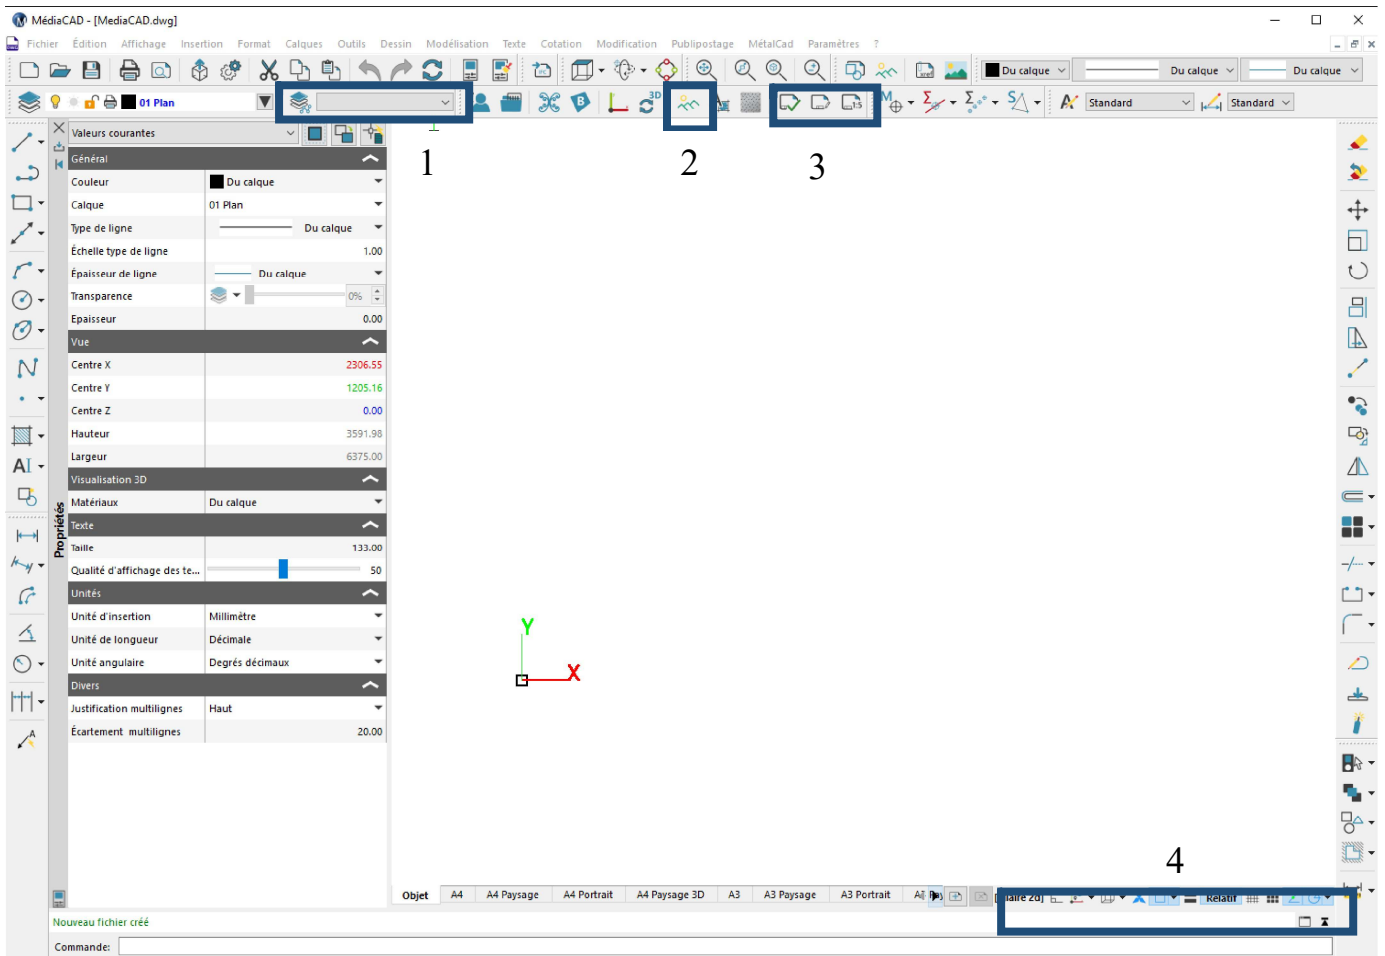 MédiaCAD - [MediaCAD.dwg]
Fichier Édition Affichage Insertion Format Calques Outils Dessin Modélisation Texte Cotation Modification Publipostage MétalCad Paramètres ?
Du calque Du calque Du calque
01 Plan 3D 1:5 Standard Standard
1 2 3
Valeurs courantes
Général
Couleur Du calque
Calque 01 Plan
Type de ligne Du calque
Échelle type de ligne 1.00
Épaisseur de ligne Du calque
Transparence 0%
Epaisseur 0.00
Vue
Centre X 2306.55
Centre Y 1205.16
Centre Z 0.00
Hauteur 3591.98
Largeur 6375.00
Visualisation 3D
Matériaux Du calque
Propriétés
Texte
Taille 133.00
Qualité d'affichage des te... 50
Unités
Unité d'insertion Millimètre
Unité de longueur Décimale
Unité angulaire Degrés décimaux
Divers
Justification multilignes Haut
Écartement multilignes 20.00
Y
X
4
Objet A4 A4 Paysage A4 Portrait A4 Paysage 3D A3 A3 Paysage A3 Portrait 2d] Relatif
Nouveau fichier créé
Commande: